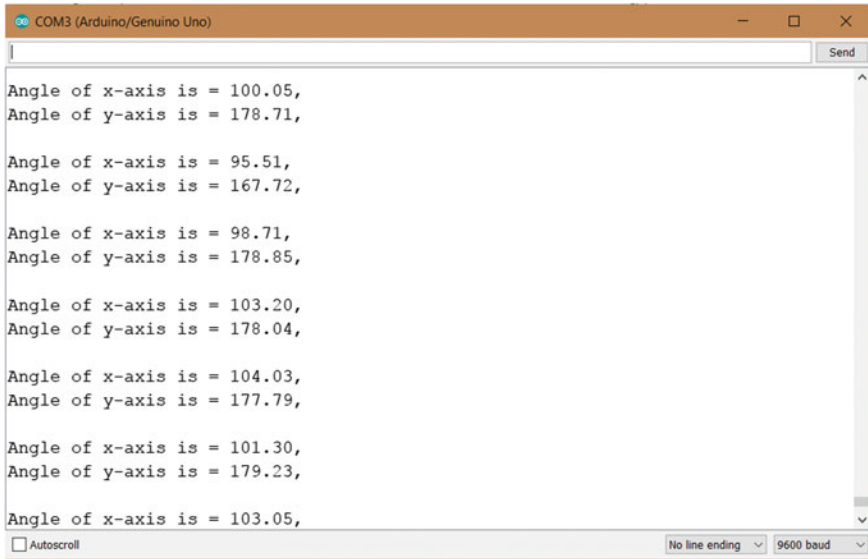 COM3 (Arduino/Genuino Uno)
Send
Angle of x-axis is = 100.05,
Angle of y-axis is = 178.71,
Angle of x-axis is = 95.51,
Angle of y-axis is = 167.72,
Angle of x-axis is = 98.71,
Angle of y-axis is = 178.85,
Angle of x-axis is = 103.20,
Angle of y-axis is = 178.04,
Angle of x-axis is = 104.03,
Angle of y-axis is = 177.79,
Angle of x-axis is = 101.30,
Angle of y-axis is = 179.23,
Angle of x-axis is = 103.05,
Autoscroll No line ending 9600 baud